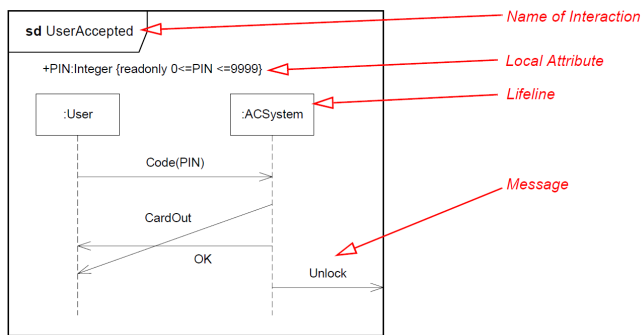 sd UserAccepted
Name of Interaction
+PIN:Integer {readonly 0<=PIN <=9999}
Local Attribute
:User
:ACSystem
Lifeline
Code(PIN)
Message
CardOut
OK
Unlock